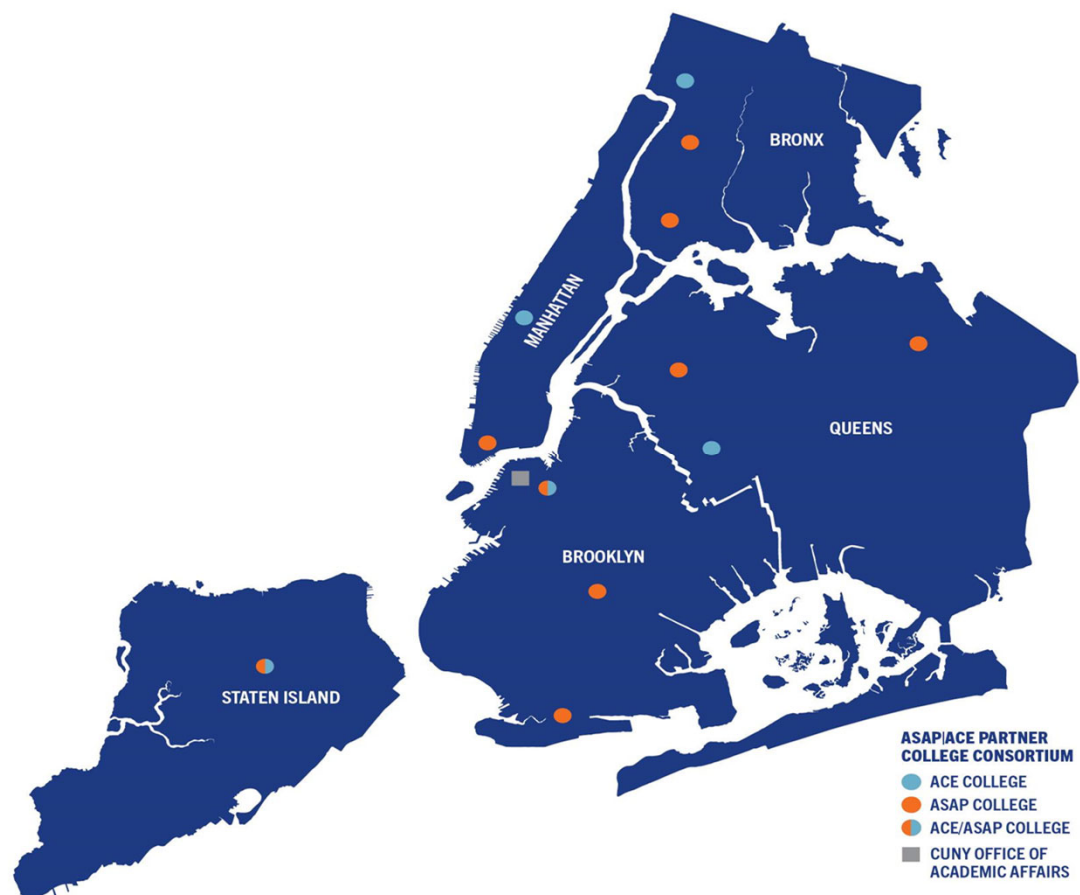 BRONX
MANHATTAN
QUEENS
BROOKLYN
STATEN ISLAND
ASAP|ACE PARTNER
COLLEGE CONSORTIUM
ACE COLLEGE
ASAP COLLEGE
ACE/ASAP COLLEGE
CUNY OFFICE OF
ACADEMIC AFFAIRS